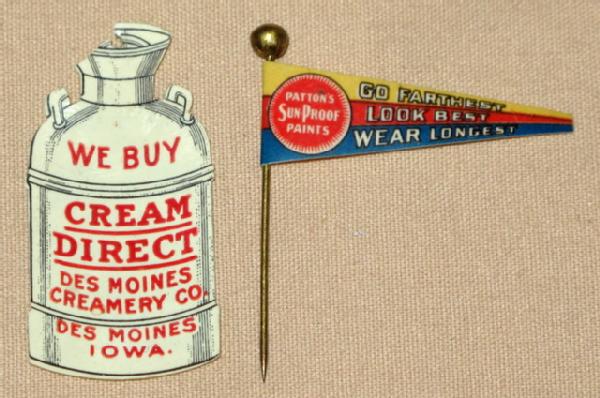 WE BUY
CREAM
DIRECT
DES MOINES
CREAMERY CO.
DES MOINES
IOWA.
PATTON'S
SUN-PROOF
PAINTS
GO FARTHEST
LOOK BEST
WEAR LONGEST